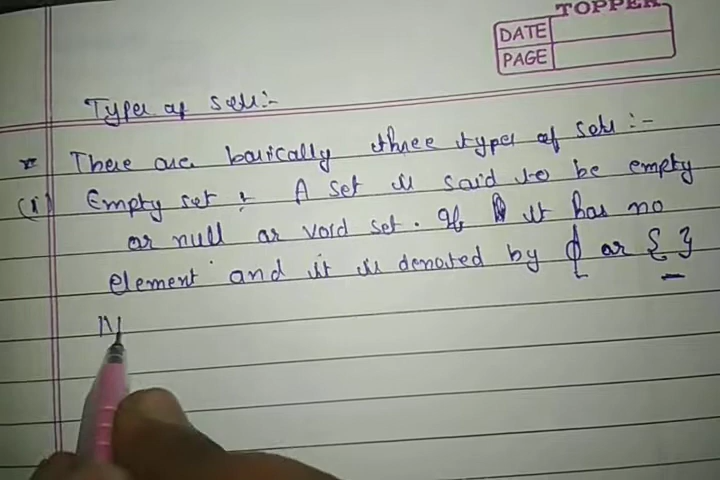 TOPPER
DATE
PAGE
Types of sets:-
There are basically three types of sets :-
(i) Empty set : A set is said to be empty
or null or void set. If it has no
element and it is denoted by ϕ or { }
N